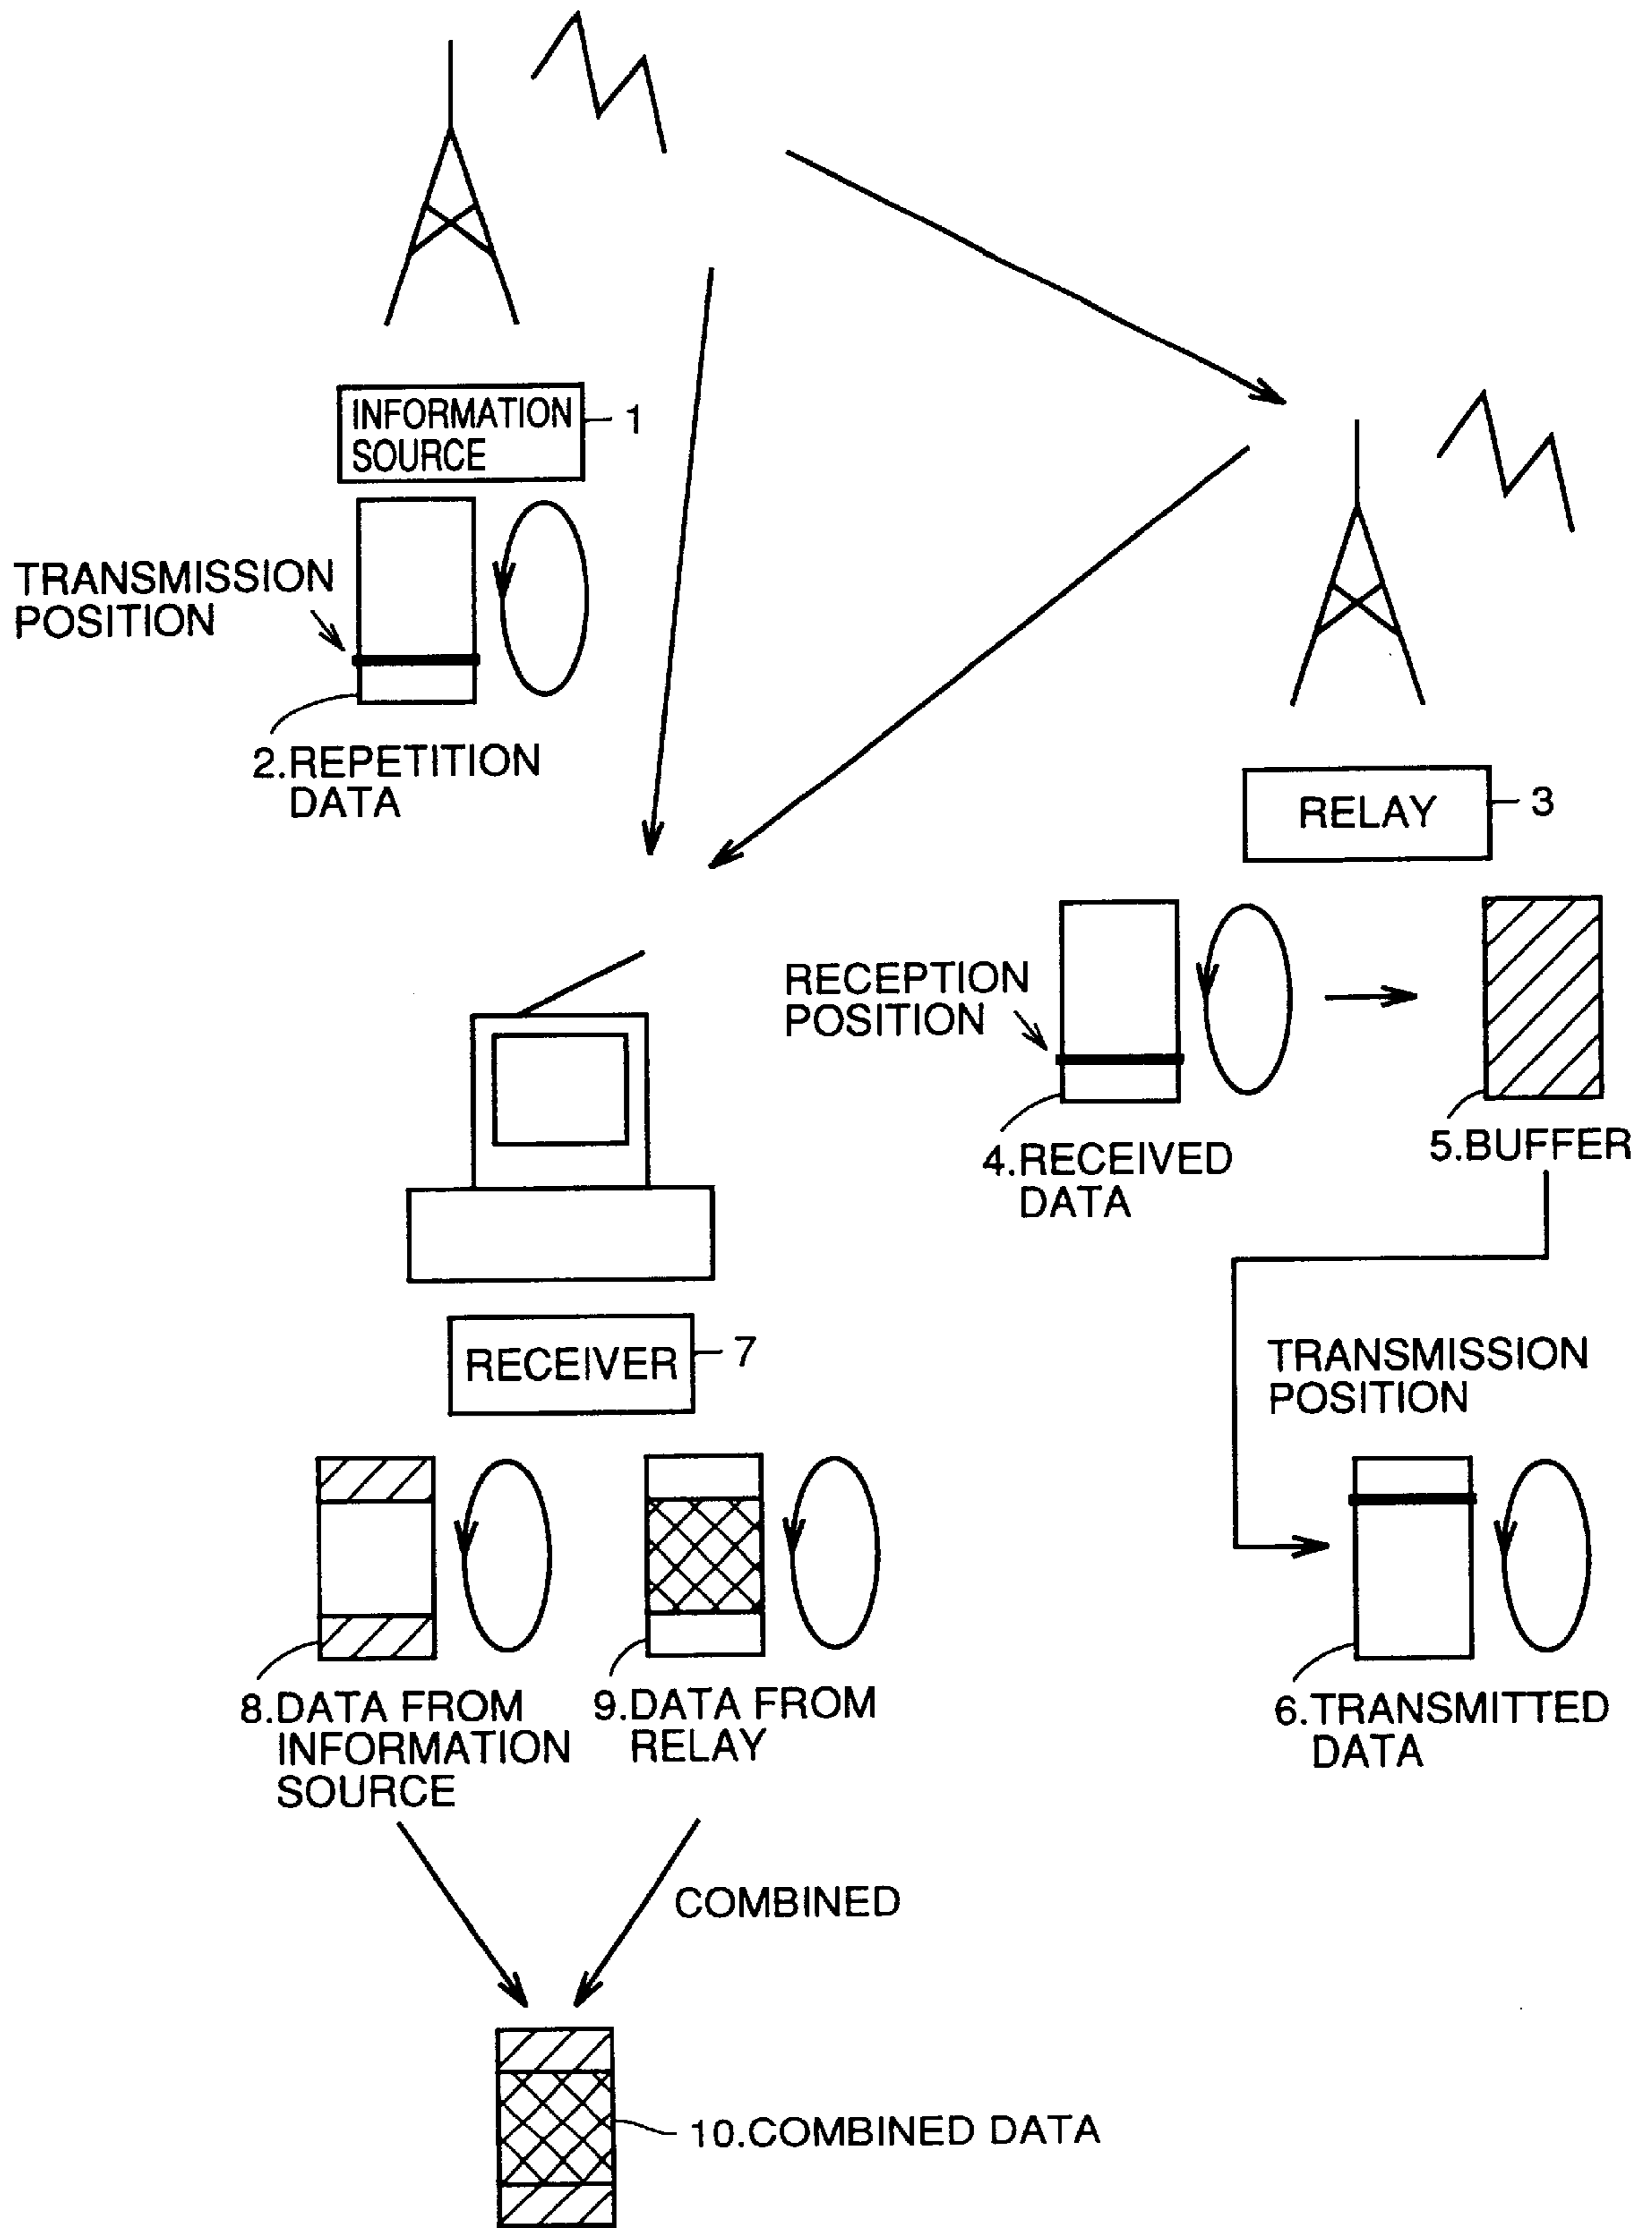 INFORMATION
SOURCE
1
TRANSMISSION
POSITION
2.REPETITION
DATA
RELAY
3
RECEPTION
POSITION
4.RECEIVED
DATA
5.BUFFER
RECEIVER
7
TRANSMISSION
POSITION
8.DATA FROM
INFORMATION
SOURCE
9.DATA FROM
RELAY
6.TRANSMITTED
DATA
COMBINED
10.COMBINED DATA